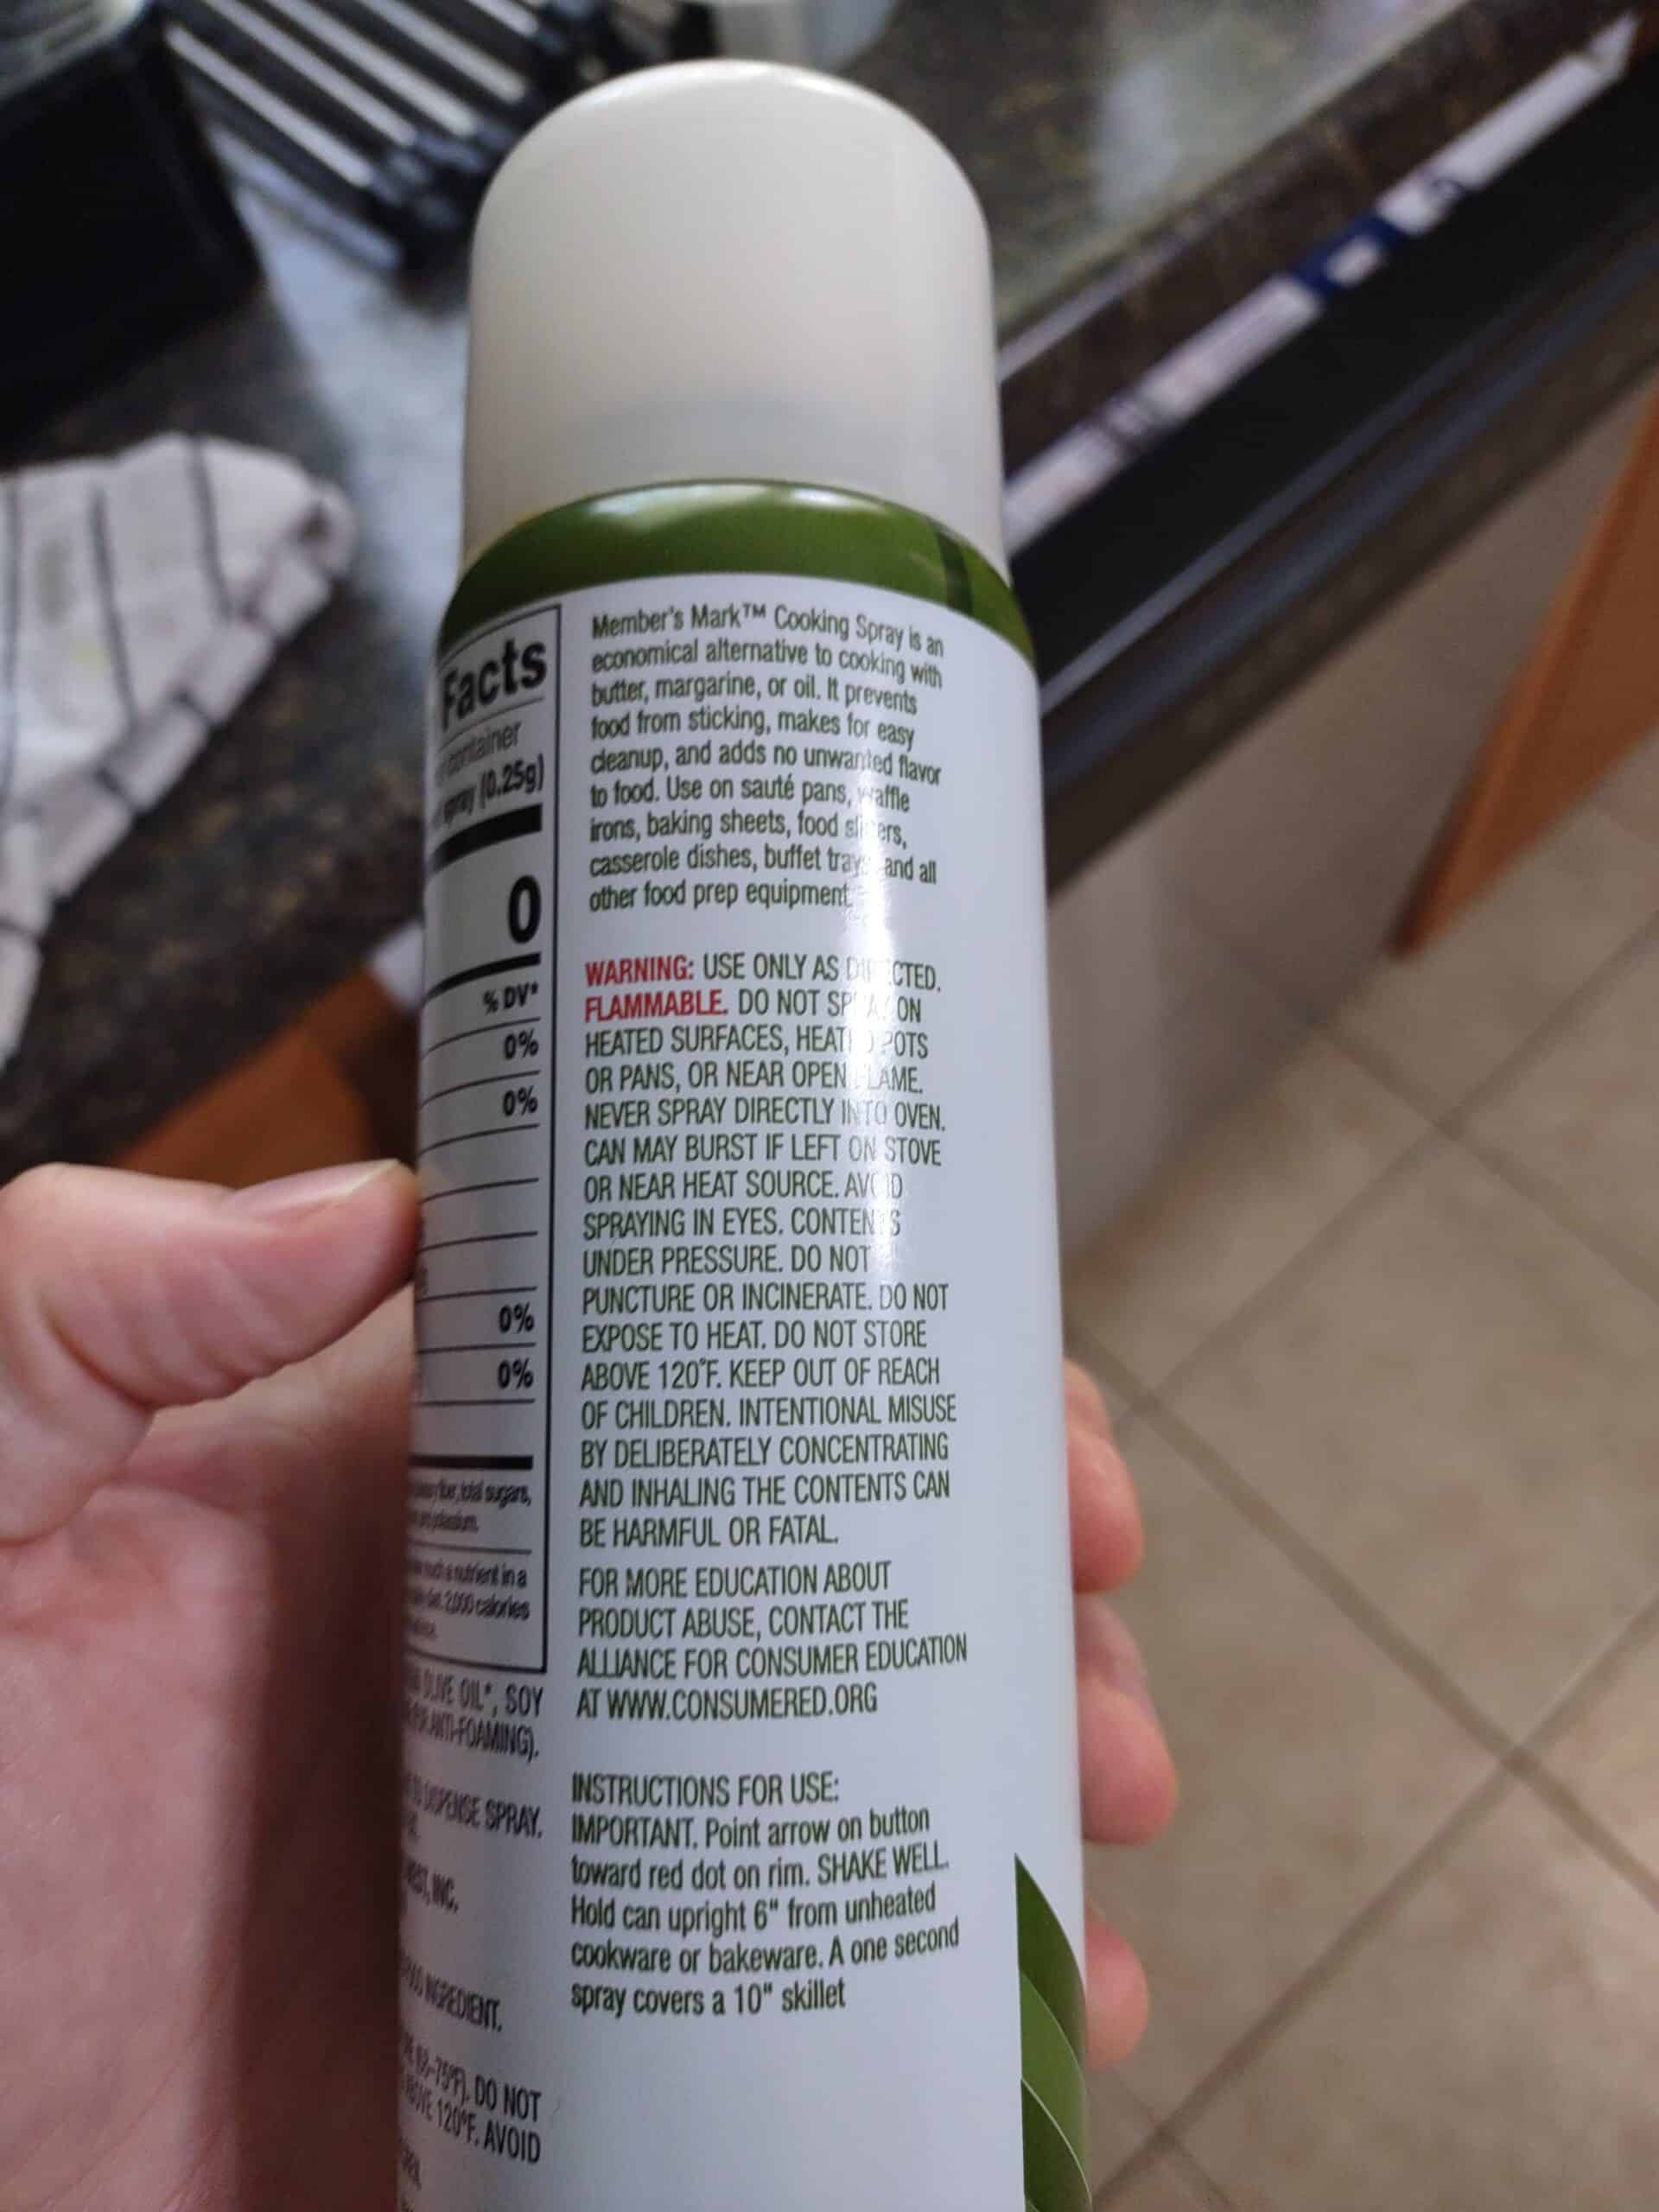 Facts
container
spray (0.25g)
0
% DV*
0%
0%
0%
0%
total sugars,
potassium.
nutrient in a
2,000 calories
OLIVE OIL*, SOY
ANTI-FOAMING).
DISPENSE SPRAY.
INC.
INGREDIENT.
DO NOT
120°F. AVOID
Member's Mark™ Cooking Spray is an
economical alternative to cooking with
butter, margarine, or oil. It prevents
food from sticking, makes for easy
cleanup, and adds no unwanted flavor
to food. Use on sauté pans, waffle
irons, baking sheets, food slicers,
casserole dishes, buffet trays and all
other food prep equipment
WARNING: USE ONLY AS DIRECTED.
FLAMMABLE. DO NOT SPRAY ON
HEATED SURFACES, HEATED POTS
OR PANS, OR NEAR OPEN FLAME.
NEVER SPRAY DIRECTLY INTO OVEN.
CAN MAY BURST IF LEFT ON STOVE
OR NEAR HEAT SOURCE. AVOID
SPRAYING IN EYES. CONTENTS
UNDER PRESSURE. DO NOT
PUNCTURE OR INCINERATE. DO NOT
EXPOSE TO HEAT. DO NOT STORE
ABOVE 120°F. KEEP OUT OF REACH
OF CHILDREN. INTENTIONAL MISUSE
BY DELIBERATELY CONCENTRATING
AND INHALING THE CONTENTS CAN
BE HARMFUL OR FATAL.
FOR MORE EDUCATION ABOUT
PRODUCT ABUSE, CONTACT THE
ALLIANCE FOR CONSUMER EDUCATION
AT WWW.CONSUMERED.ORG
INSTRUCTIONS FOR USE:
IMPORTANT. Point arrow on button
toward red dot on rim. SHAKE WELL.
Hold can upright 6" from unheated
cookware or bakeware. A one second
spray covers a 10" skillet